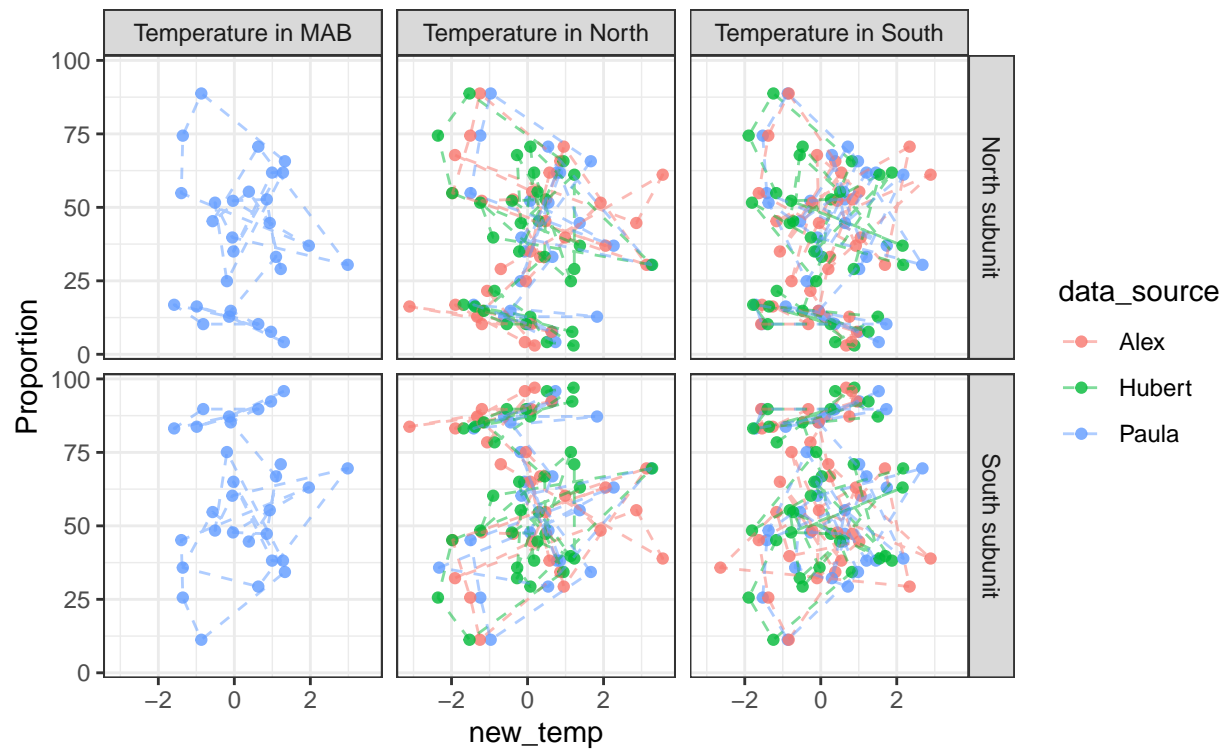 Temperature in MAB
Temperature in North
Temperature in South
100
75
50
25
0
North subunit
100
75
50
25
0
South subunit
Proportion
−2 0 2
−2 0 2
−2 0 2
new_temp
data_source
Alex
Hubert
Paula